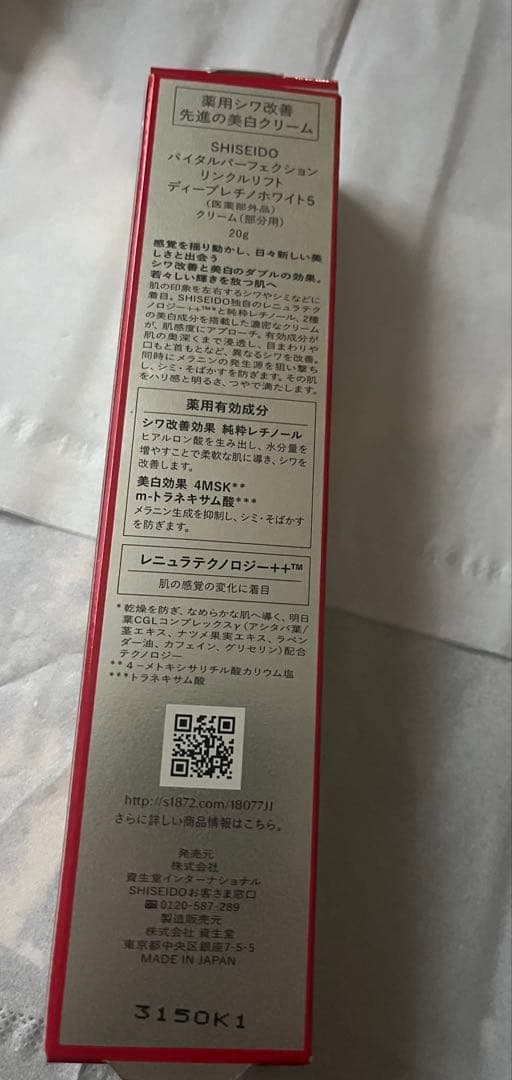 薬用シワ改善
先進の美白クリーム
SHISEIDO
バイタルパーフェクション
リンクルリフト
ディープレチノホワイト5
(医薬部外品)
クリーム(部分用)
20g
感覚を揺り動かし、日々新しい美
しさと出会う
シワ改善と美白のダブルの効果。
若々しい輝きを放つ肌へ
肌の印象を左右するシワやシミなどに
着目。SHISEIDO独自のレニュラテク
ノロジー++™*と純粋レチノール、2種
の美白成分を搭載した濃密なクリーム
が、肌感度にアプローチ。有効成分が
肌の奥深くまで浸透し、目まわりや
口もと首もとなど、異なるシワを改善。
同時にメラニンの発生源を狙い撃ち
し、シミ・そばかすを防ぎます。その肌
をハリ感と明るさ、つやで満たします。
薬用有効成分
シワ改善効果 純粋レチノール
ヒアルロン酸を生み出し、水分量を
増やすことで柔軟な肌に導き、シワを
改善します。
美白効果 4MSK**
m-トラネキサム酸***
メラニン生成を抑制し、シミ・そばかす
を防ぎます。
レニュラテクノロジー++™
肌の感覚の変化に着目
*乾燥を防ぎ、なめらかな肌へ導く、明日
葉CGLコンプレックスγ(アシタバ葉/
茎エキス、ナツメ果実エキス、ラベン
ダー油、カフェイン、グリセリン)配合
テクノロジー
**4-メトキシサリチル酸カリウム塩
***トラネキサム酸
http://s1872.com/18077JJ
さらに詳しい商品情報はこちら。
発売元
株式会社
資生堂インターナショナル
SHISEIDOお客さま窓口
0120-587-289
製造販売元
株式会社 資生堂
東京都中央区銀座7-5-5
MADE IN JAPAN
3150K1